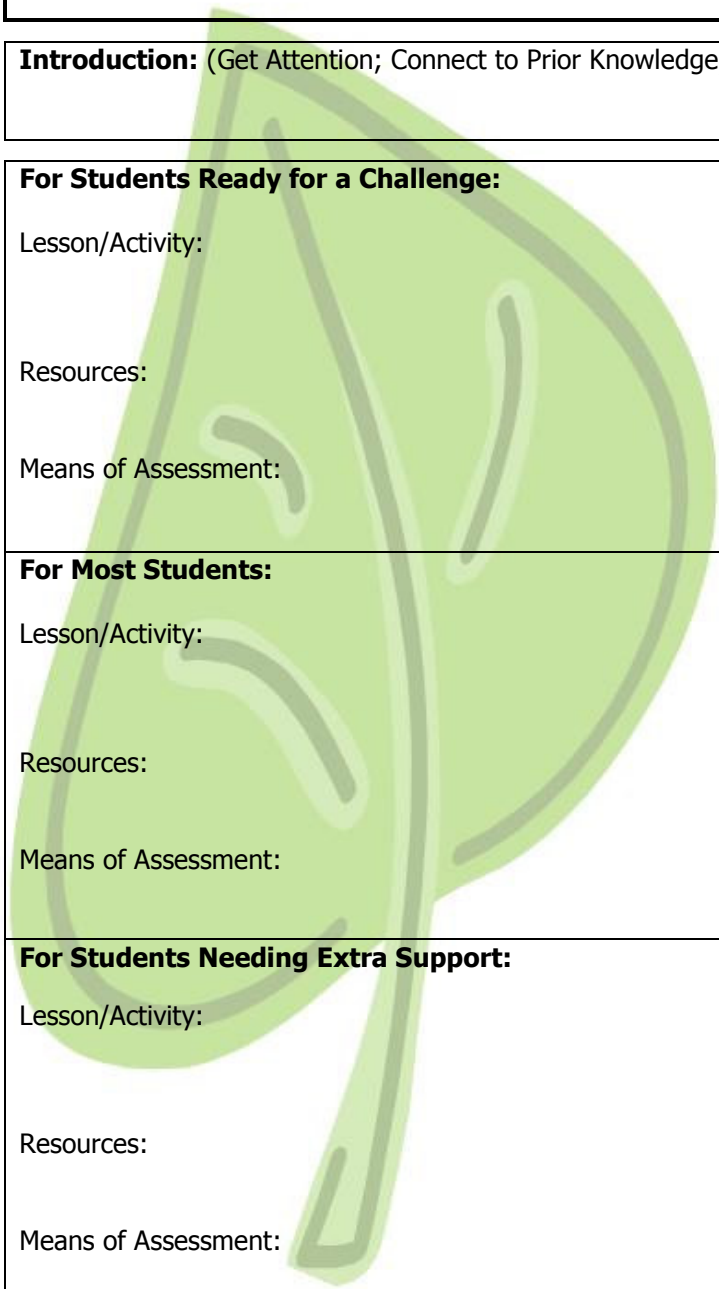 Introduction: (Get Attention; Connect to Prior Knowledge
For Students Ready for a Challenge:
Lesson/Activity:
Resources:
Means of Assessment:
For Most Students:
Lesson/Activity:
Resources:
Means of Assessment:
For Students Needing Extra Support:
Lesson/Activity:
Resources:
Means of Assessment: